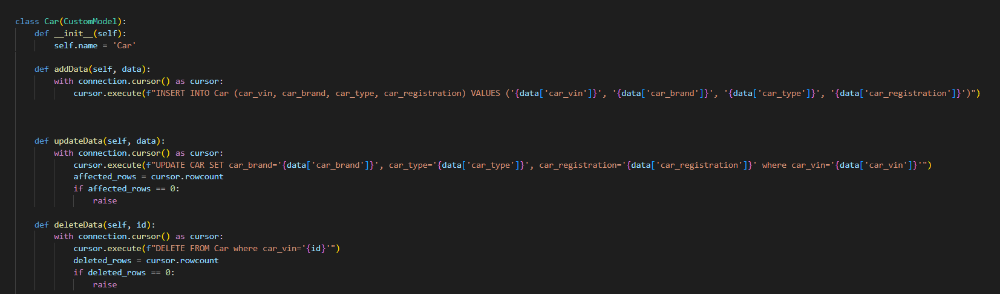 class Car(CustomModel):
    def __init__(self):
        self.name = 'Car'
    def addData(self, data):
        with connection.cursor() as cursor:
            cursor.execute(f"INSERT INTO Car (car_vin, car_brand, car_type, car_registration) VALUES ('{data['car_vin']}', '{data['car_brand']}', '{data['car_type']}', '{data['car_registration']}')")
    def updateData(self, data):
        with connection.cursor() as cursor:
            cursor.execute(f"UPDATE CAR SET car_brand='{data['car_brand']}', car_type='{data['car_type']}', car_registration='{data['car_registration']}' where car_vin='{data['car_vin']}'")
            affected_rows = cursor.rowcount
            if affected_rows == 0:
                raise
    def deleteData(self, id):
        with connection.cursor() as cursor:
            cursor.execute(f"DELETE FROM Car where car_vin='{id}'")
            deleted_rows = cursor.rowcount
            if deleted_rows == 0:
                raise